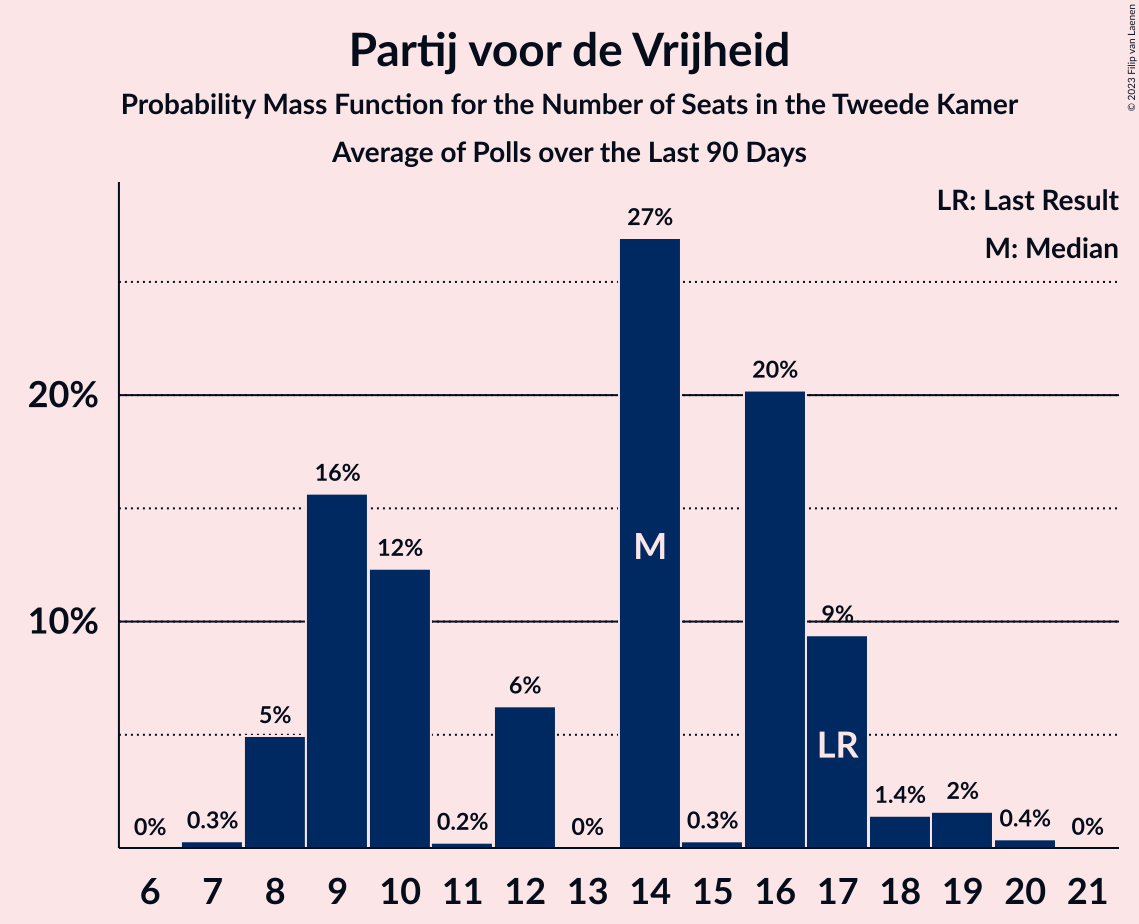 Partij voor de Vrijheid
Probability Mass Function for the Number of Seats in the Tweede Kamer
Average of Polls over the Last 90 Days
© 2023 Filip van Laenen
LR: Last Result
M: Median
27%
20%
20%
16%
12%
M
10%
9%
6%
5%
LR
0%
0.3%
0.2%
0%
0.3%
1.4%
2%
0.4%
0%
6 7 8 9 10 11 12 13 14 15 16 17 18 19 20 21